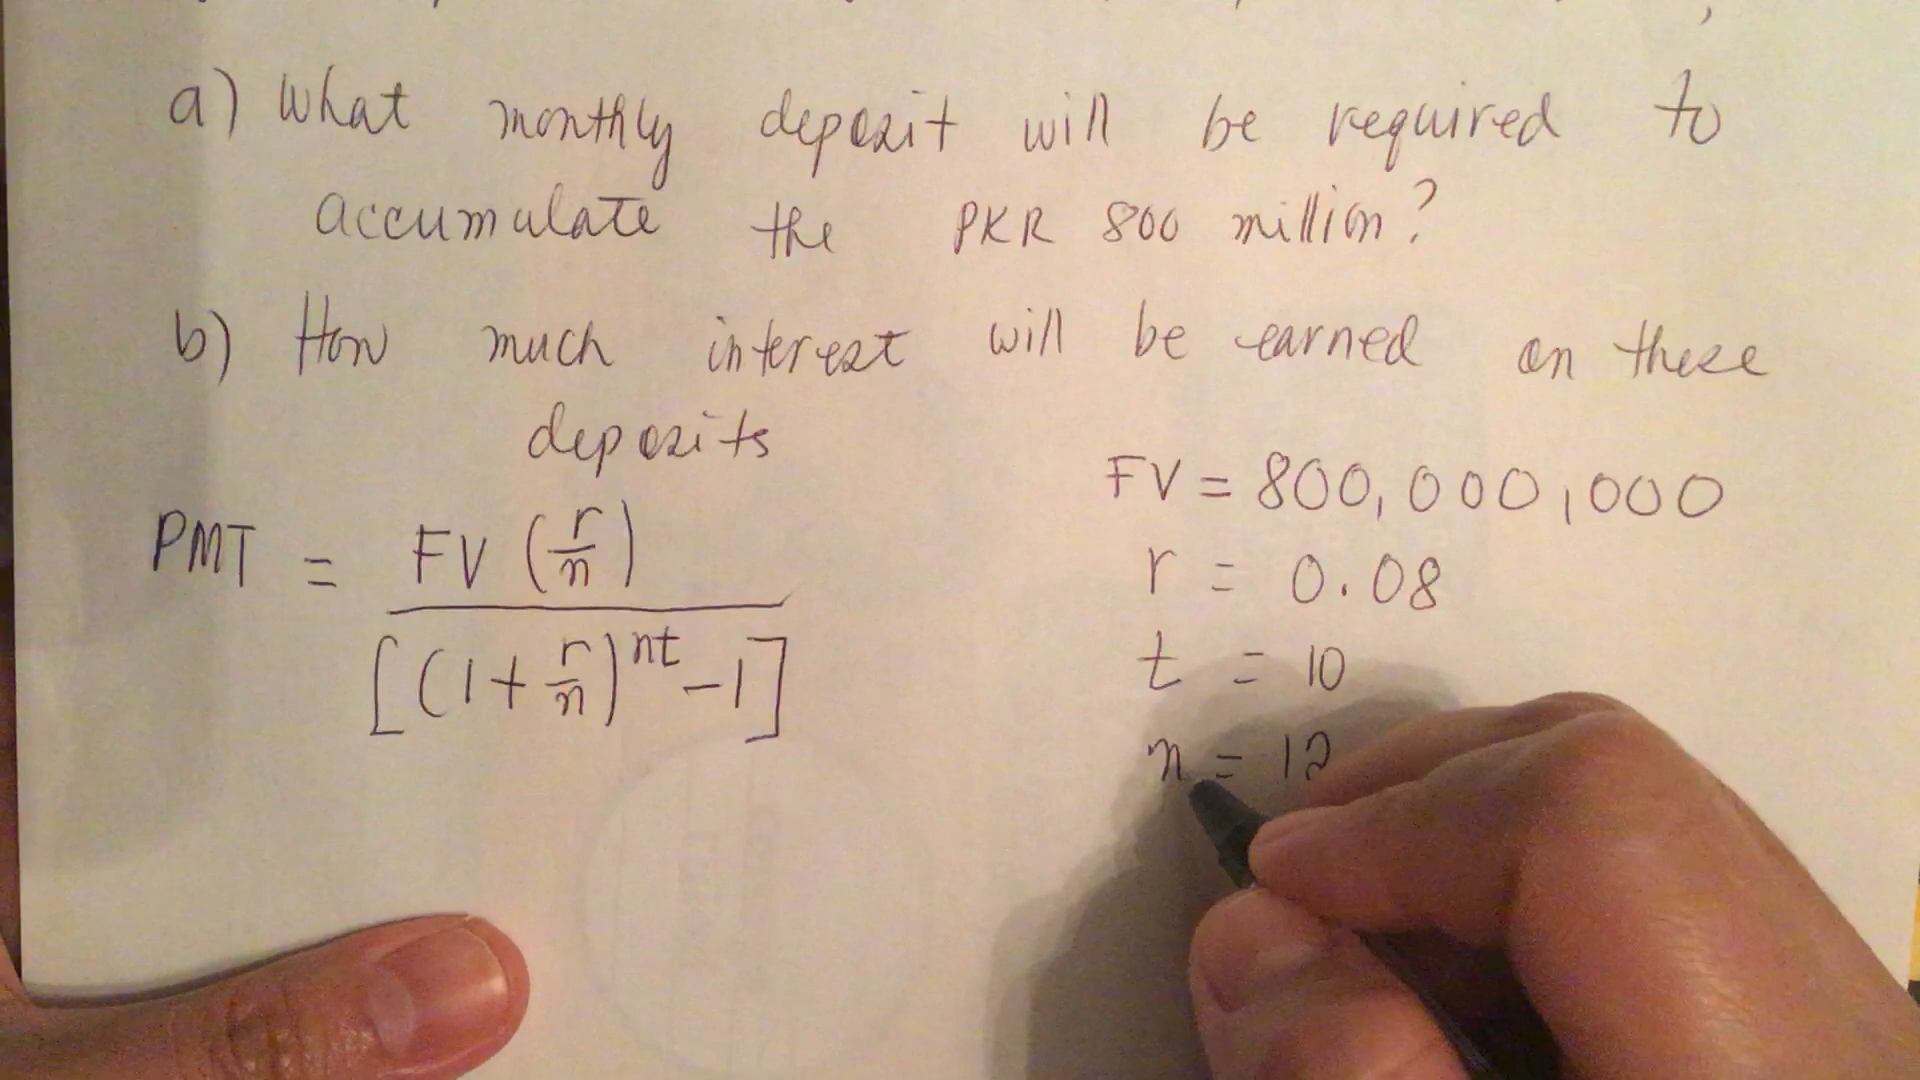 a) What monthly deposit will be required to
accumulate the PKR 800 million?
b) How much interest will be earned on these
deposits
FV = 800,000,000
PMT = FV (r/n) / [(1 + r/n)^nt - 1]
r = 0.08
t = 10
n = 12